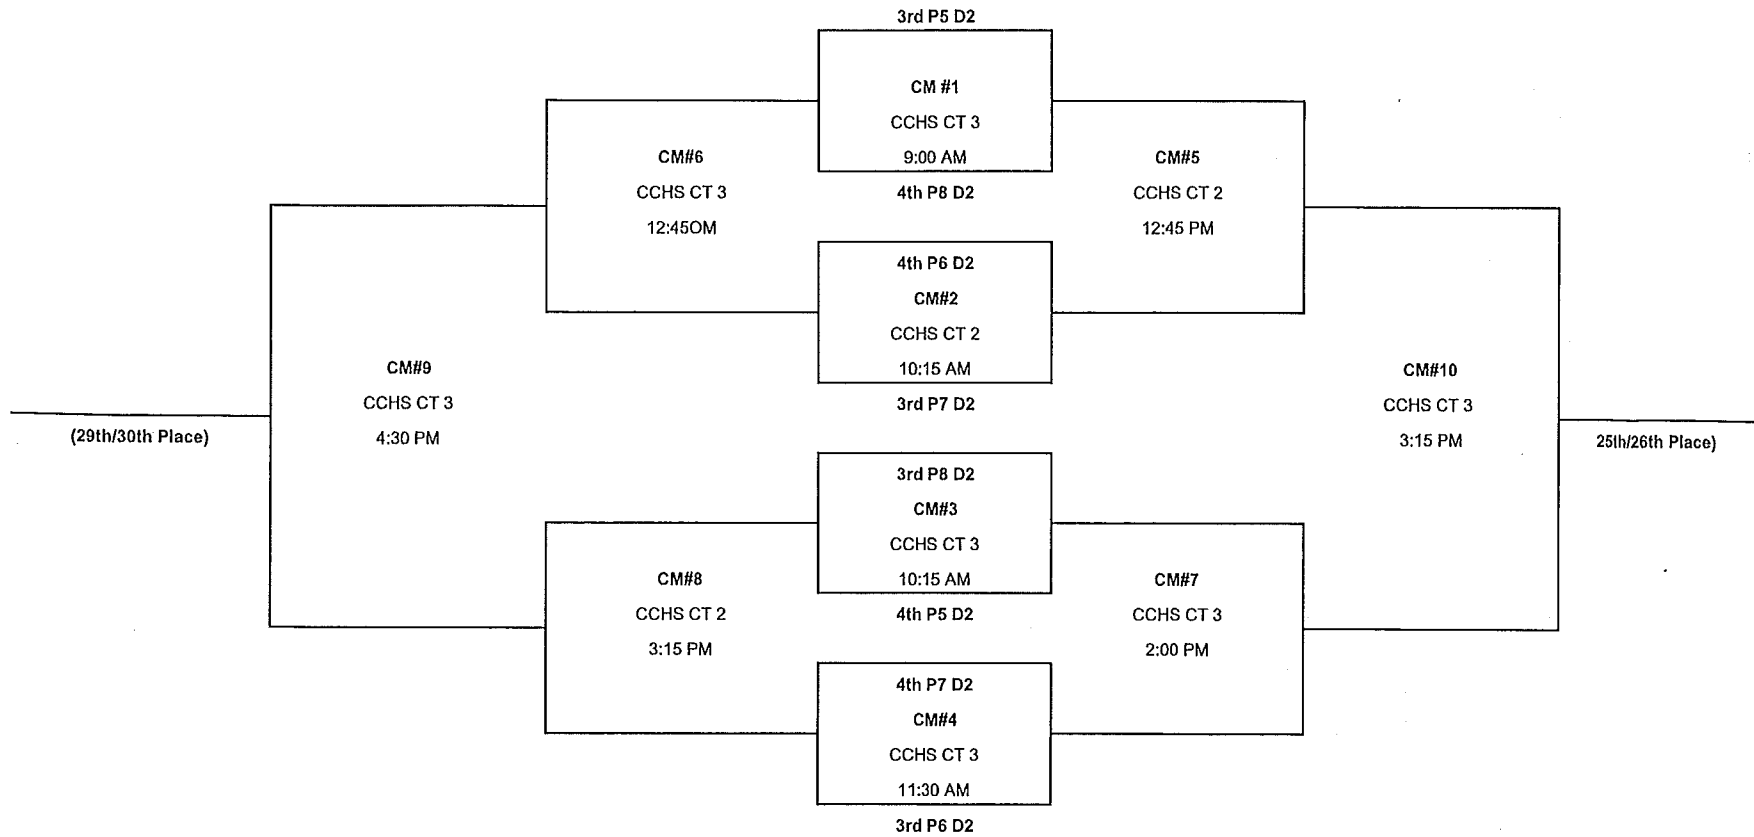 3rd P5 D2
CM #1
CCHS CT 3
9:00 AM
4th P8 D2
CM#6
CCHS CT 3
12:45OM
CM#5
CCHS CT 2
12:45 PM
4th P6 D2
CM#2
CCHS CT 2
10:15 AM
3rd P7 D2
CM#9
CCHS CT 3
4:30 PM
(29th/30th Place)
CM#10
CCHS CT 3
3:15 PM
25th/26th Place)
3rd P8 D2
CM#3
CCHS CT 3
10:15 AM
4th P5 D2
CM#8
CCHS CT 2
3:15 PM
CM#7
CCHS CT 3
2:00 PM
4th P7 D2
CM#4
CCHS CT 3
11:30 AM
3rd P6 D2